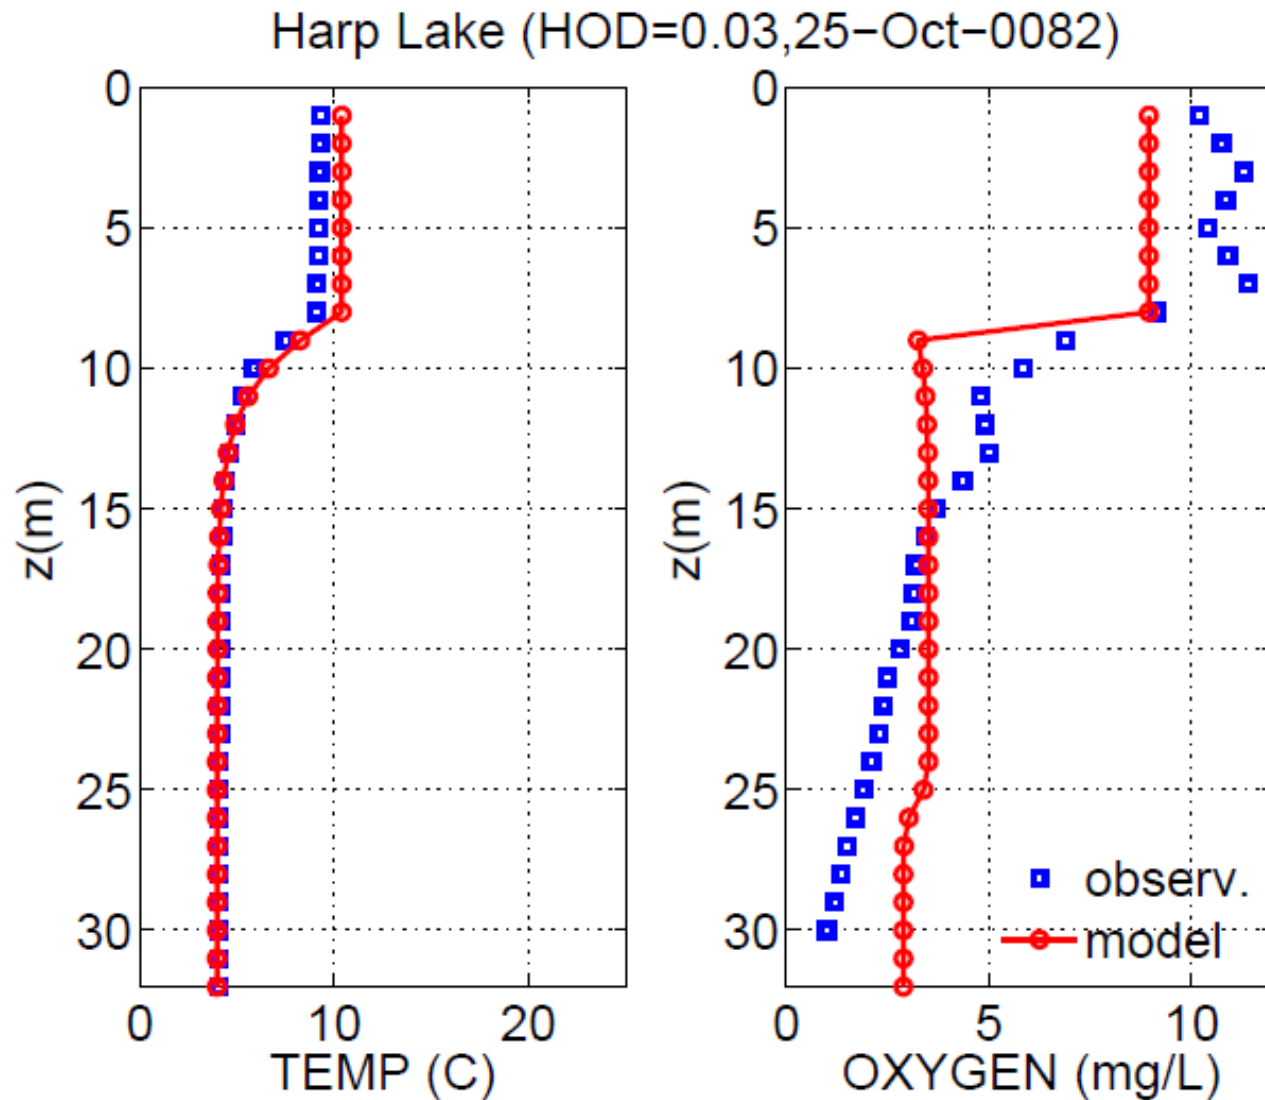 Harp Lake (HOD=0.03,25−Oct−0082)
0
5
10
15
20
25
30
z(m)
0 10 20
TEMP (C)
0
5
10
15
20
25
30
z(m)
observ.
model
0 5 10
OXYGEN (mg/L)